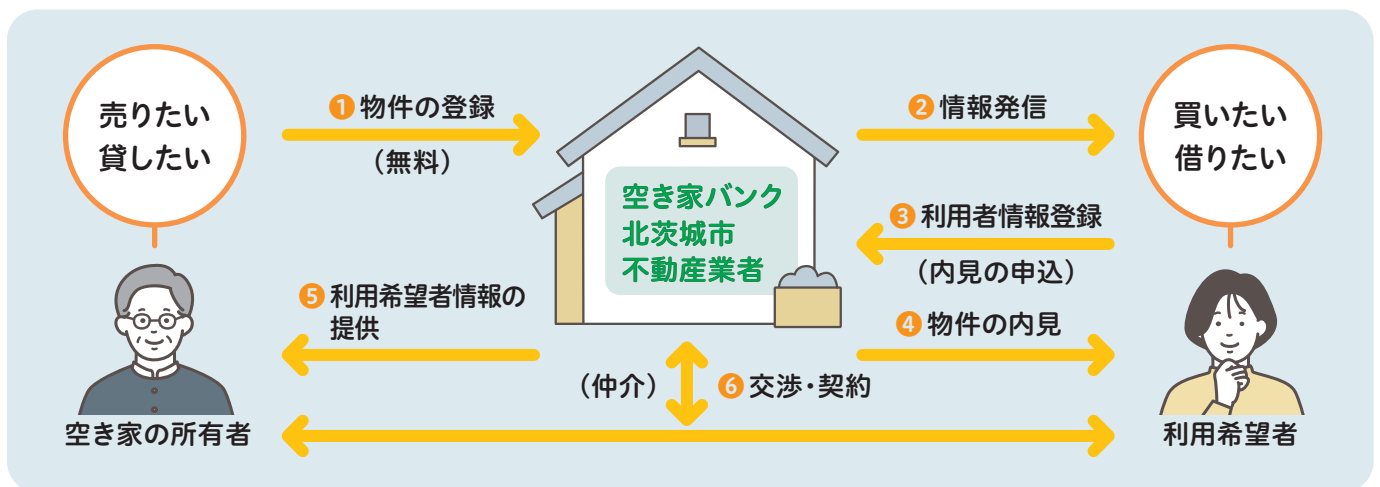 売りたい
貸したい
❶物件の登録
（無料）
空き家バンク
北茨城市
不動産業者
❷情報発信
買いたい
借りたい
❸利用者情報登録
（内見の申込）
❹物件の内見
❺利用希望者情報の
提供
（仲介）
❻交渉・契約
空き家の所有者
利用希望者